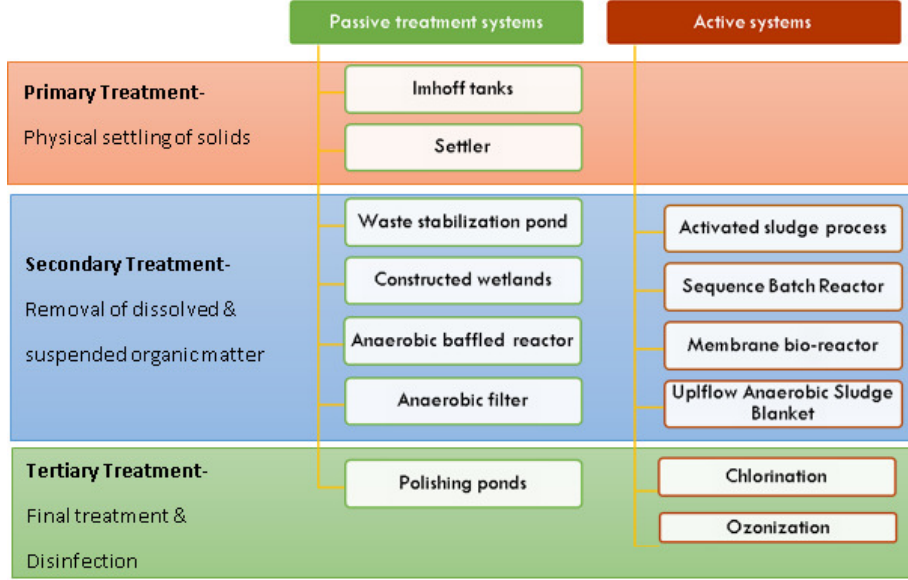 Passive treatment systems
Active systems
Primary Treatment-
Physical settling of solids
Imhoff tanks
Settler
Secondary Treatment-
Removal of dissolved &
suspended organic matter
Waste stabilization pond
Constructed wetlands
Anaerobic baffled reactor
Anaerobic filter
Activated sludge process
Sequence Batch Reactor
Membrane bio-reactor
Uplflow Anaerobic Sludge
Blanket
Tertiary Treatment-
Final treatment &
Disinfection
Polishing ponds
Chlorination
Ozonization